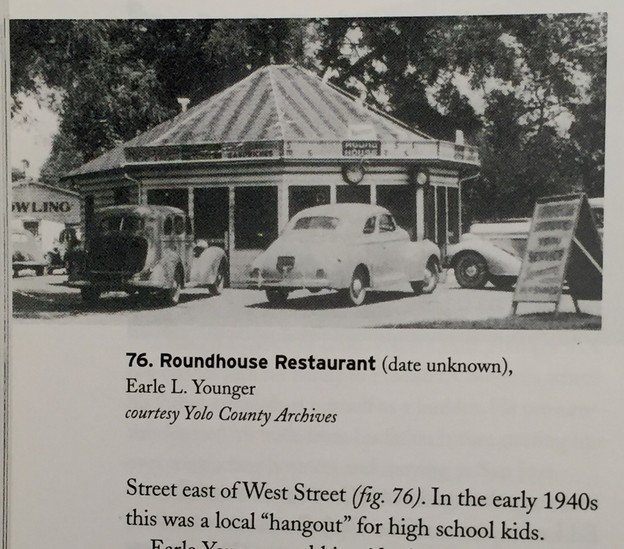 WLING
ROUND
HOUSE
76. Roundhouse Restaurant (date unknown),
Earle L. Younger
courtesy Yolo County Archives
Street east of West Street (fig. 76). In the early 1940s
this was a local “hangout” for high school kids.